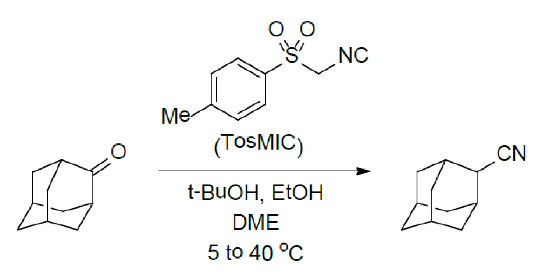 O O
S
NC
Me
(TosMIC)
O
CN
t-BuOH, EtOH
DME
5 to 40 °C